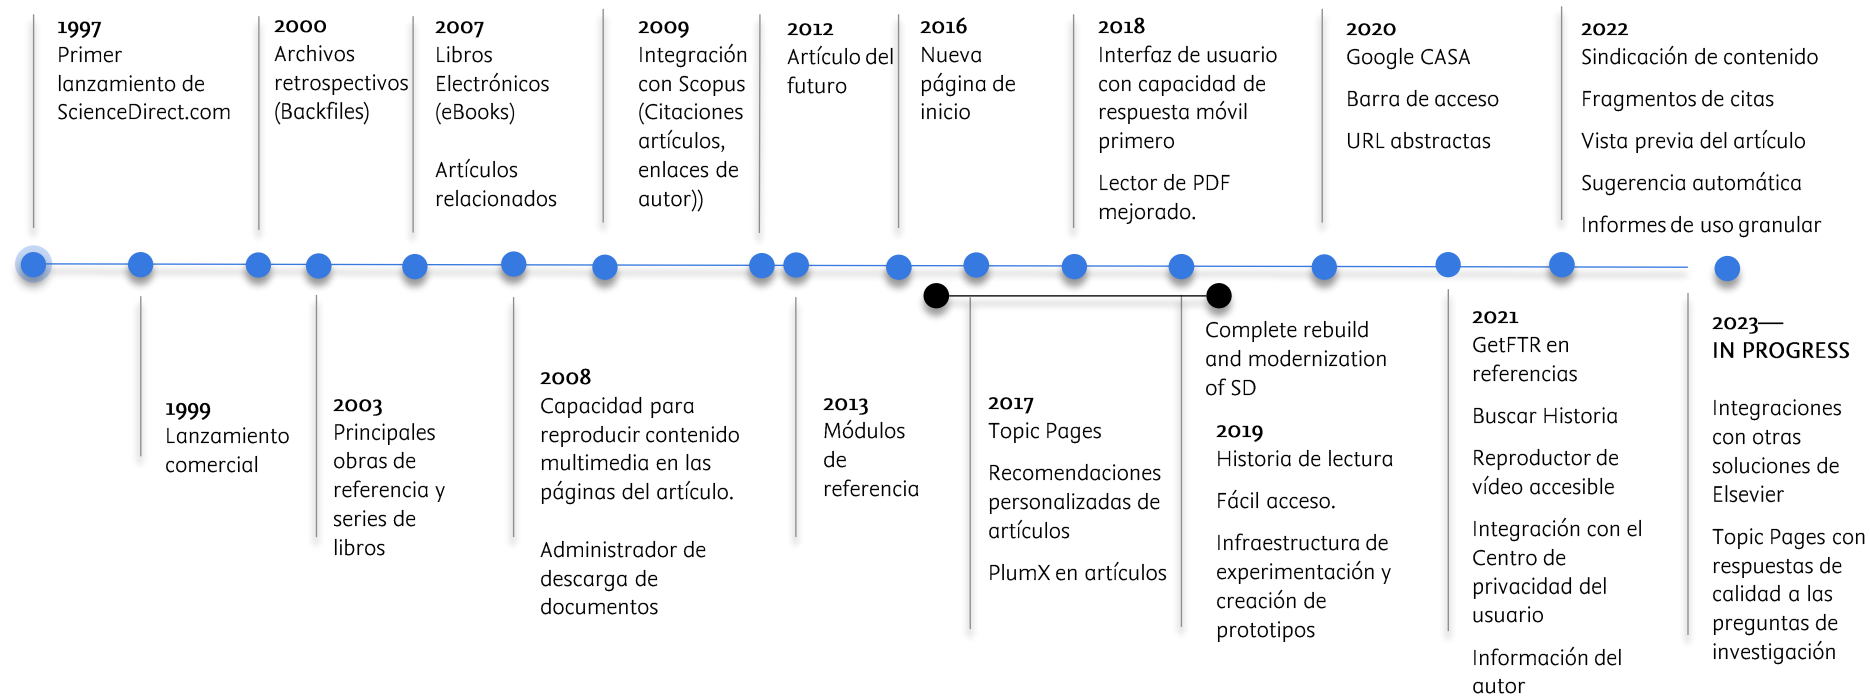 1997
Primer
lanzamiento de
ScienceDirect.com
2000
Archivos
retrospectivos
(Backfiles)
2007
Libros
Electrónicos
(eBooks)
Artículos
relacionados
2009
Integración
con Scopus
(Citaciones
artículos,
enlaces de
autor))
2012
Artículo del
futuro
2016
Nueva
página de
inicio
2018
Interfaz de usuario
con capacidad de
respuesta móvil
primero
Lector de PDF
mejorado.
2020
Google CASA
Barra de acceso
URL abstractas
2022
Sindicación de contenido
Fragmentos de citas
Vista previa del artículo
Sugerencia automática
Informes de uso granular
1999
Lanzamiento
comercial
2003
Principales
obras de
referencia y
series de
libros
2008
Capacidad para
reproducir contenido
multimedia en las
páginas del artículo.
Administrador de
descarga de
documentos
2013
Módulos
de
referencia
2017
Topic Pages
Recomendaciones
personalizadas de
artículos
PlumX en artículos
Complete rebuild
and modernization
of SD
2019
Historia de lectura
Fácil acceso.
Infraestructura de
experimentación y
creación de
prototipos
2021
GetFTR en
referencias
Buscar Historia
Reproductor de
vídeo accesible
Integración con el
Centro de
privacidad del
usuario
Información del
autor
2023—
IN PROGRESS
Integraciones
con otras
soluciones de
Elsevier
Topic Pages con
respuestas de
calidad a las
preguntas de
investigación